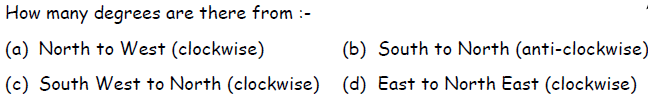 How many degrees are there from :-
(a) North to West (clockwise) (b) South to North (anti-clockwise)
(c) South West to North (clockwise) (d) East to North East (clockwise)